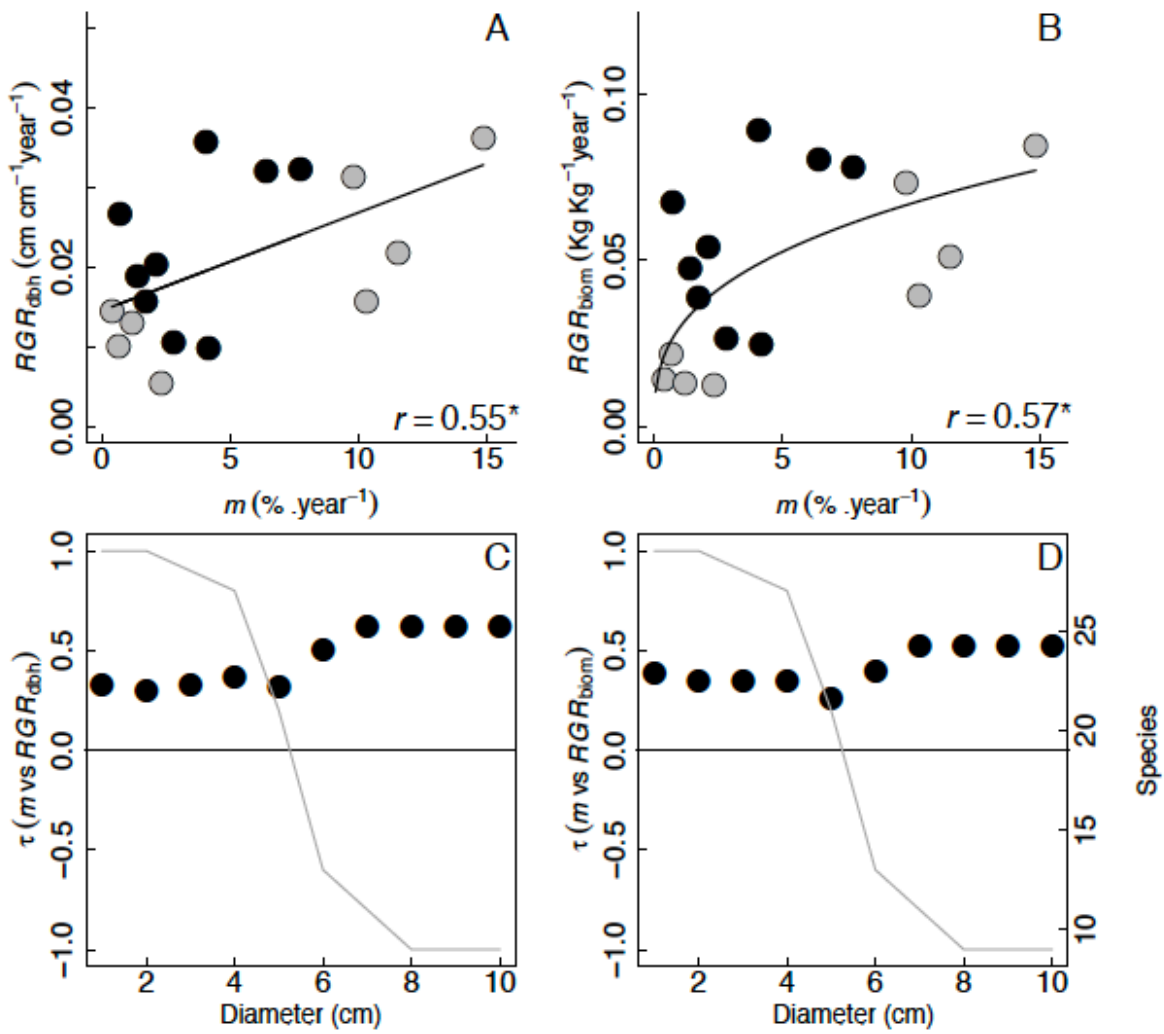 A
RGR_dbh (cm cm⁻¹year⁻¹)
0.00 0.02 0.04
r = 0.55*
0 5 10 15
m (% .year⁻¹)
B
RGR_biom (Kg Kg⁻¹year⁻¹)
0.00 0.05 0.10
r = 0.57*
0 5 10 15
m (% .year⁻¹)
C
τ (m vs RGR_dbh)
−1.0 −0.5 0.0 0.5 1.0
2 4 6 8 10
Diameter (cm)
D
τ (m vs RGR_biom)
−1.0 −0.5 0.0 0.5 1.0
2 4 6 8 10
Diameter (cm)
10 15 20 25
Species